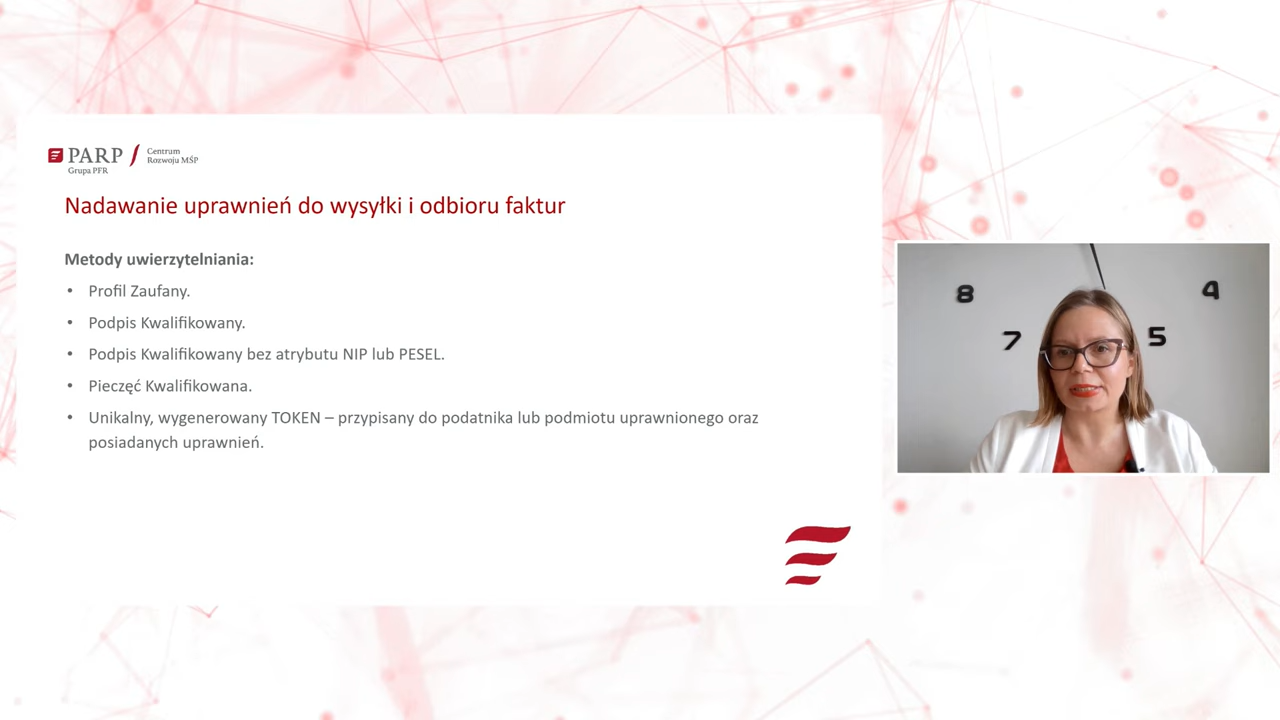 PARP
Grupa PFR
Centrum
Rozwoju MŚP
Nadawanie uprawnień do wysyłki i odbioru faktur
Metody uwierzytelniania:
• Profil Zaufany.
• Podpis Kwalifikowany.
• Podpis Kwalifikowany bez atrybutu NIP lub PESEL.
• Pieczęć Kwalifikowana.
• Unikalny, wygenerowany TOKEN – przypisany do podatnika lub podmiotu uprawnionego oraz
posiadanych uprawnień.
8
4
7
5